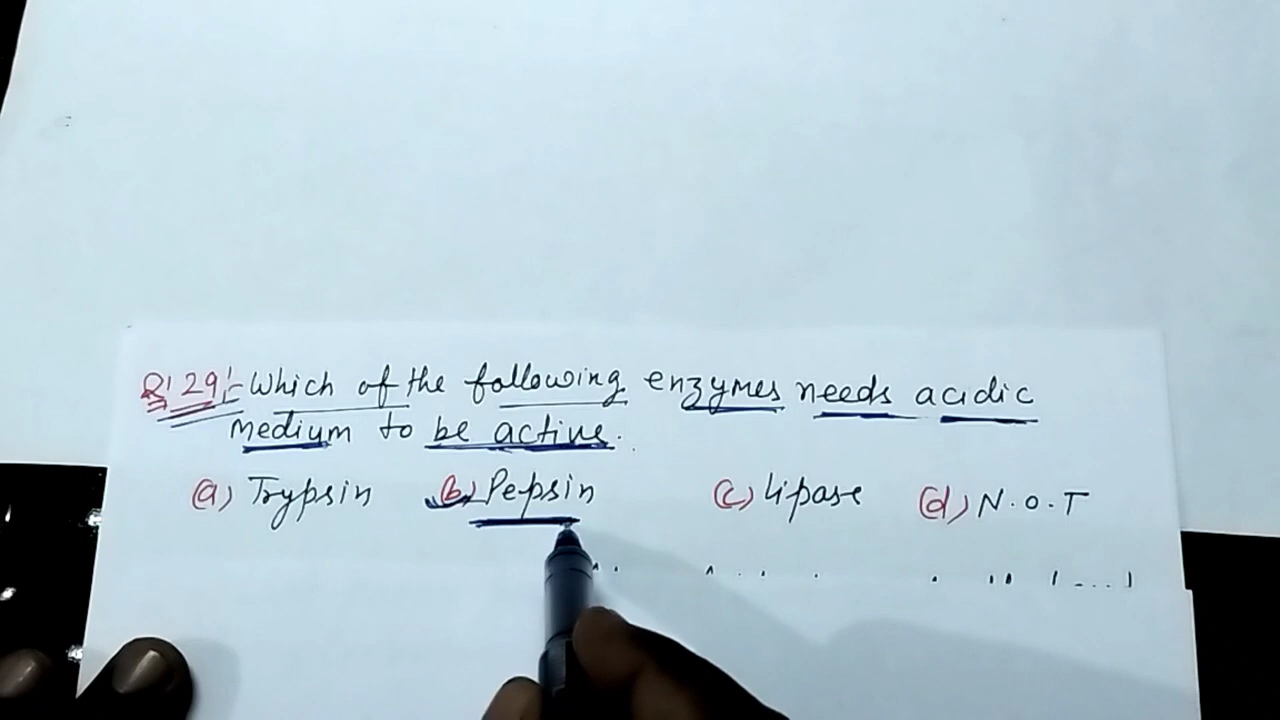 Q! 29!- Which of the following enzymes needs acidic
medium to be active.
(a) Trypsin (b) Pepsin (c) Lipase (d) N.O.T